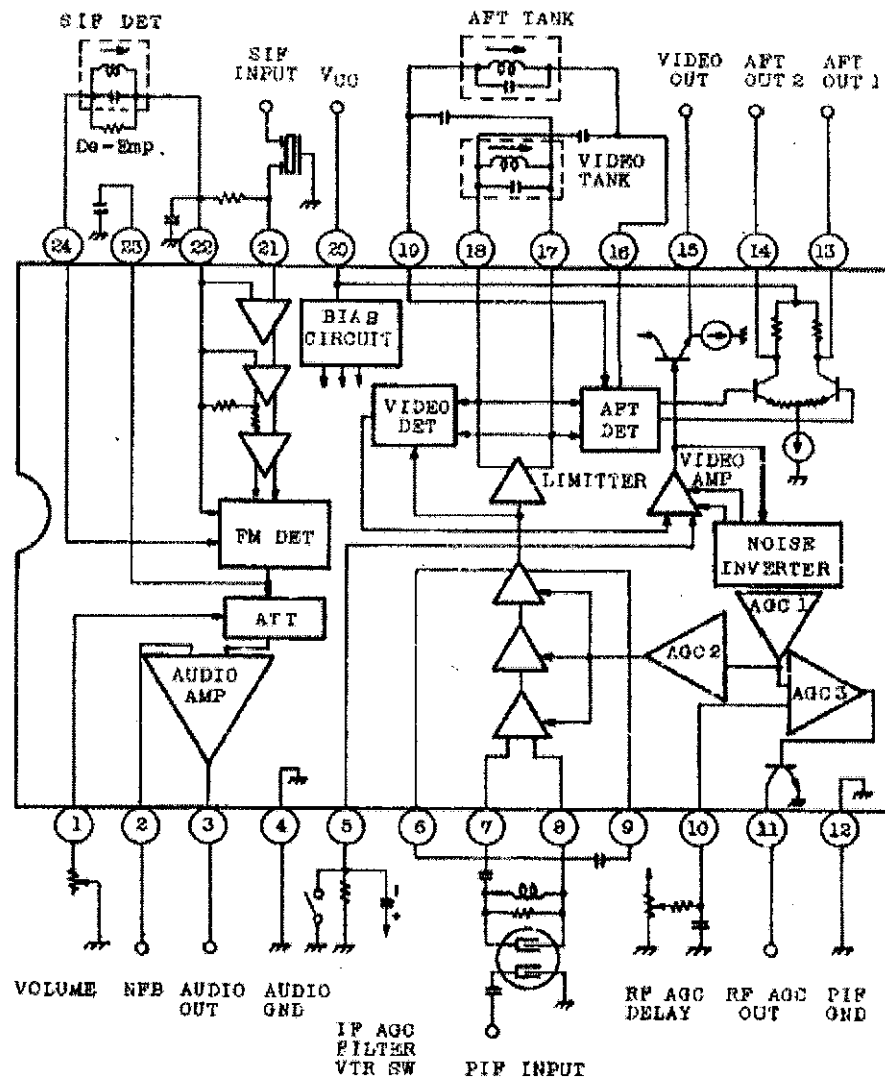 SIF DET
AFT TANK
SIF
INPUT
VCC
VIDEO
OUT
AFT
OUT 2
AFT
OUT 1
De-Emp.
VIDEO
TANK
24
23
22
21
20
19
18
17
16
15
14
13
BIAS
CIRCUIT
VIDEO
DET
AFT
DET
LIMITTER
VIDEO
AMP
FM DET
NOISE
INVERTER
ATT
AGC 1
AUDIO
AMP
AGC 2
AGC 3
1
2
3
4
5
6
7
8
9
10
11
12
-
+
VOLUME
NFB
AUDIO
OUT
AUDIO
GND
IF AGC
FILTER
VTR SW
PIF INPUT
RF AGC
DELAY
RF AGC
OUT
PIF
GND